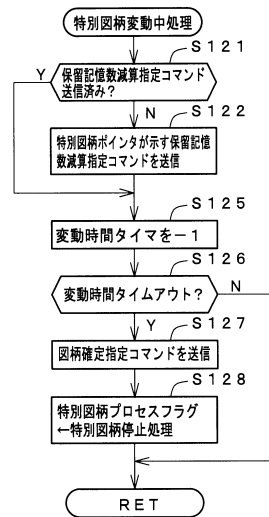 特別図柄変動中処理
S121
Y
保留記憶数減算指定コマンド
送信済み?
N
S122
特別図柄ポインタが示す保留記憶
数減算指定コマンドを送信
S125
変動時間タイマを－1
S126
変動時間タイムアウト?
N
Y
S127
図柄確定指定コマンドを送信
S128
特別図柄プロセスフラグ
←特別図柄停止処理
RET